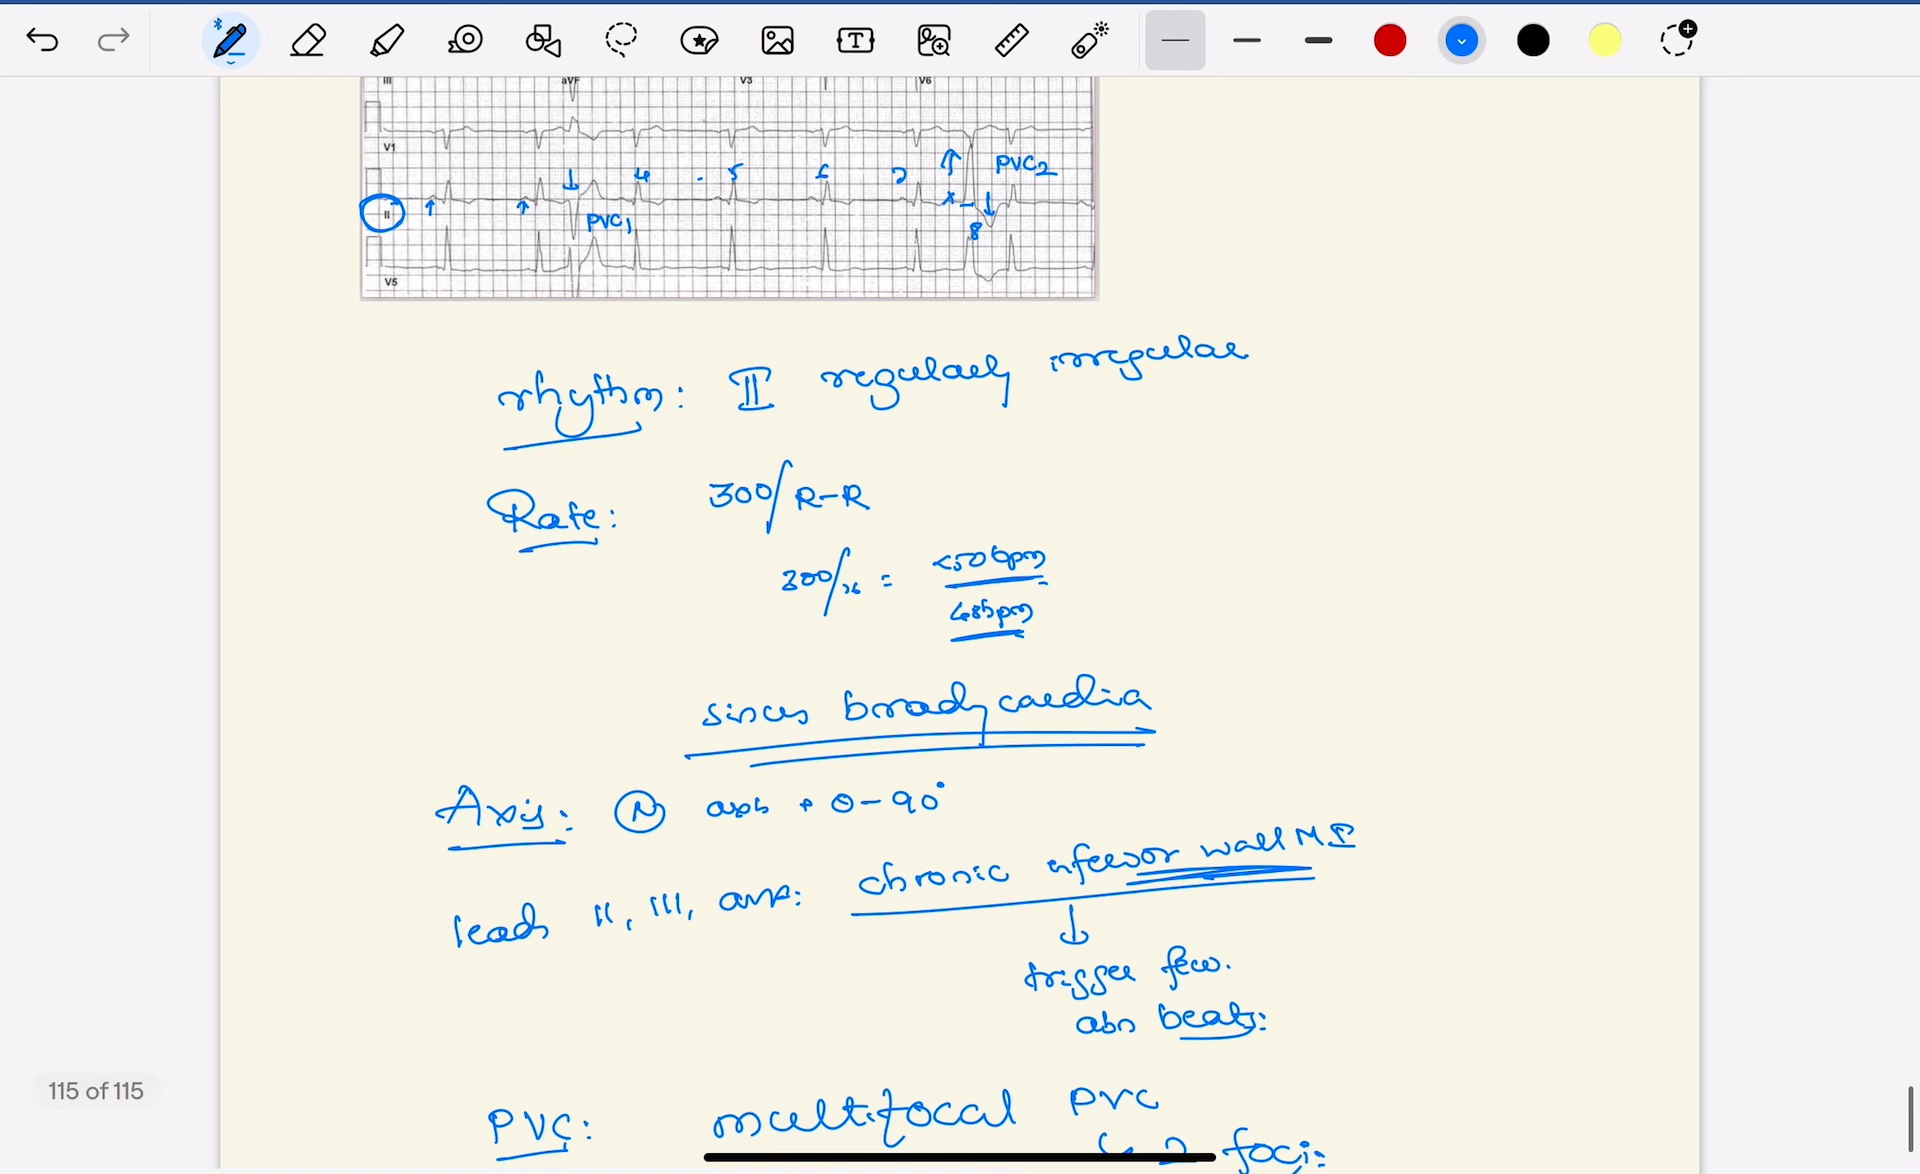 T
III aVF V3 V6
V1
4 5 6 7 PVC2
x
II PVC1 8
V5
rhythm: II regularly irregular
Rate: 300/R-R
= <50bpm
48bpm
sinus bradycardia
Axis: N axis + 0-90°
leads II, III, avF: chronic inferior wall MI
trigger few.
abn beats:
115 of 115
PVC: multifocal PVC
2 foci: